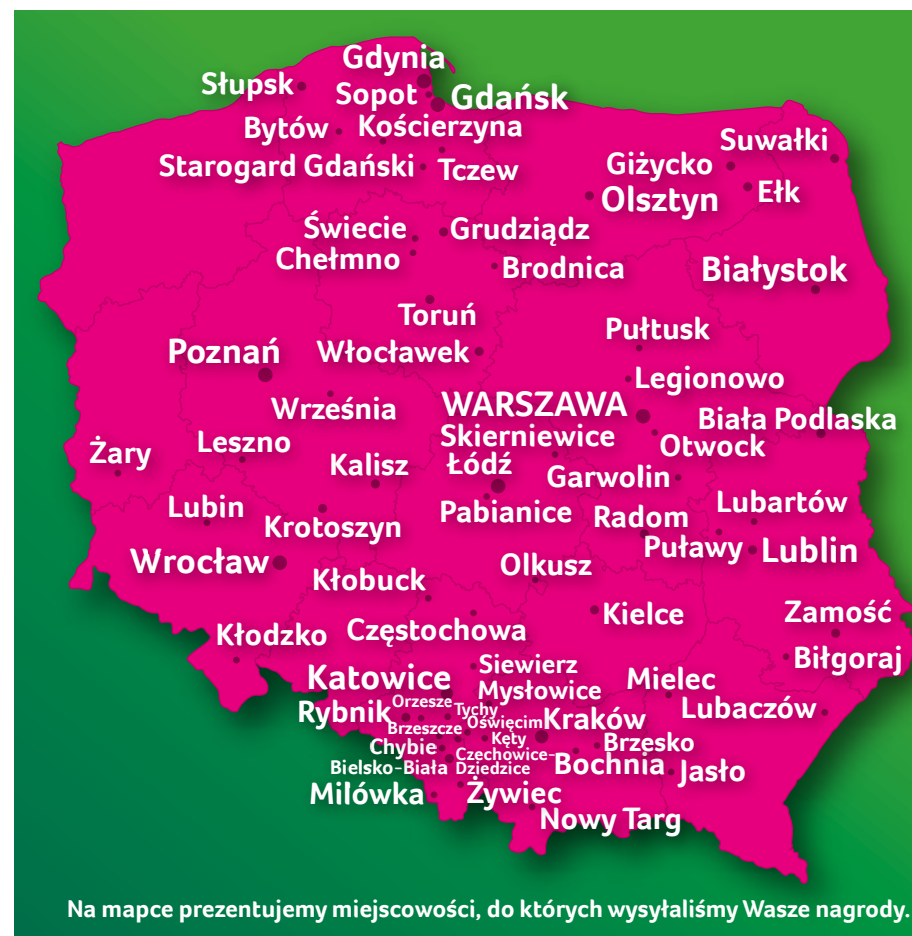 Gdynia
Słupsk
Sopot
Gdańsk
Bytów
Kościerzyna
Suwałki
Starogard Gdański
Tczew
Giżycko
Olsztyn
Ełk
Świecie
Grudziądz
Chełmno
Brodnica
Białystok
Toruń
Pułtusk
Poznań
Włocławek
Legionowo
Września
WARSZAWA
Biała Podlaska
Skierniewice
Otwock
Leszno
Żary
Kalisz
Łódź
Garwolin
Lubin
Krotoszyn
Pabianice
Radom
Lubartów
Puławy
Lublin
Wrocław
Olkusz
Kłobuck
Kielce
Zamość
Kłodzko
Częstochowa
Biłgoraj
Siewierz
Katowice
Mysłowice
Mielec
Orzesze
Tychy
Rybnik
Oświęcim
Kraków
Lubaczów
Brzeszcze
Kęty
Brzesko
Chybie
Czechowice-
Dziedzice
Bochnia
Bielsko-Biała
Jasło
Milówka
Żywiec
Nowy Targ
Na mapce prezentujemy miejscowości, do których wysyłaliśmy Wasze nagrody.